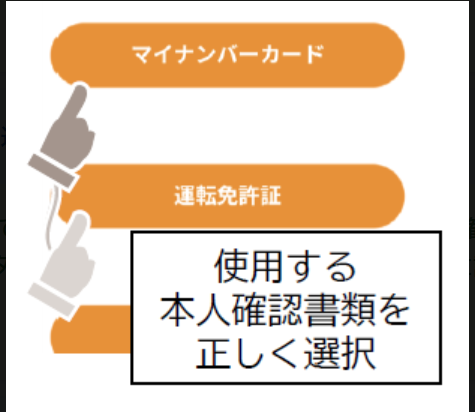 マイナンバーカード
運転免許証
使用する
本人確認書類を
正しく選択